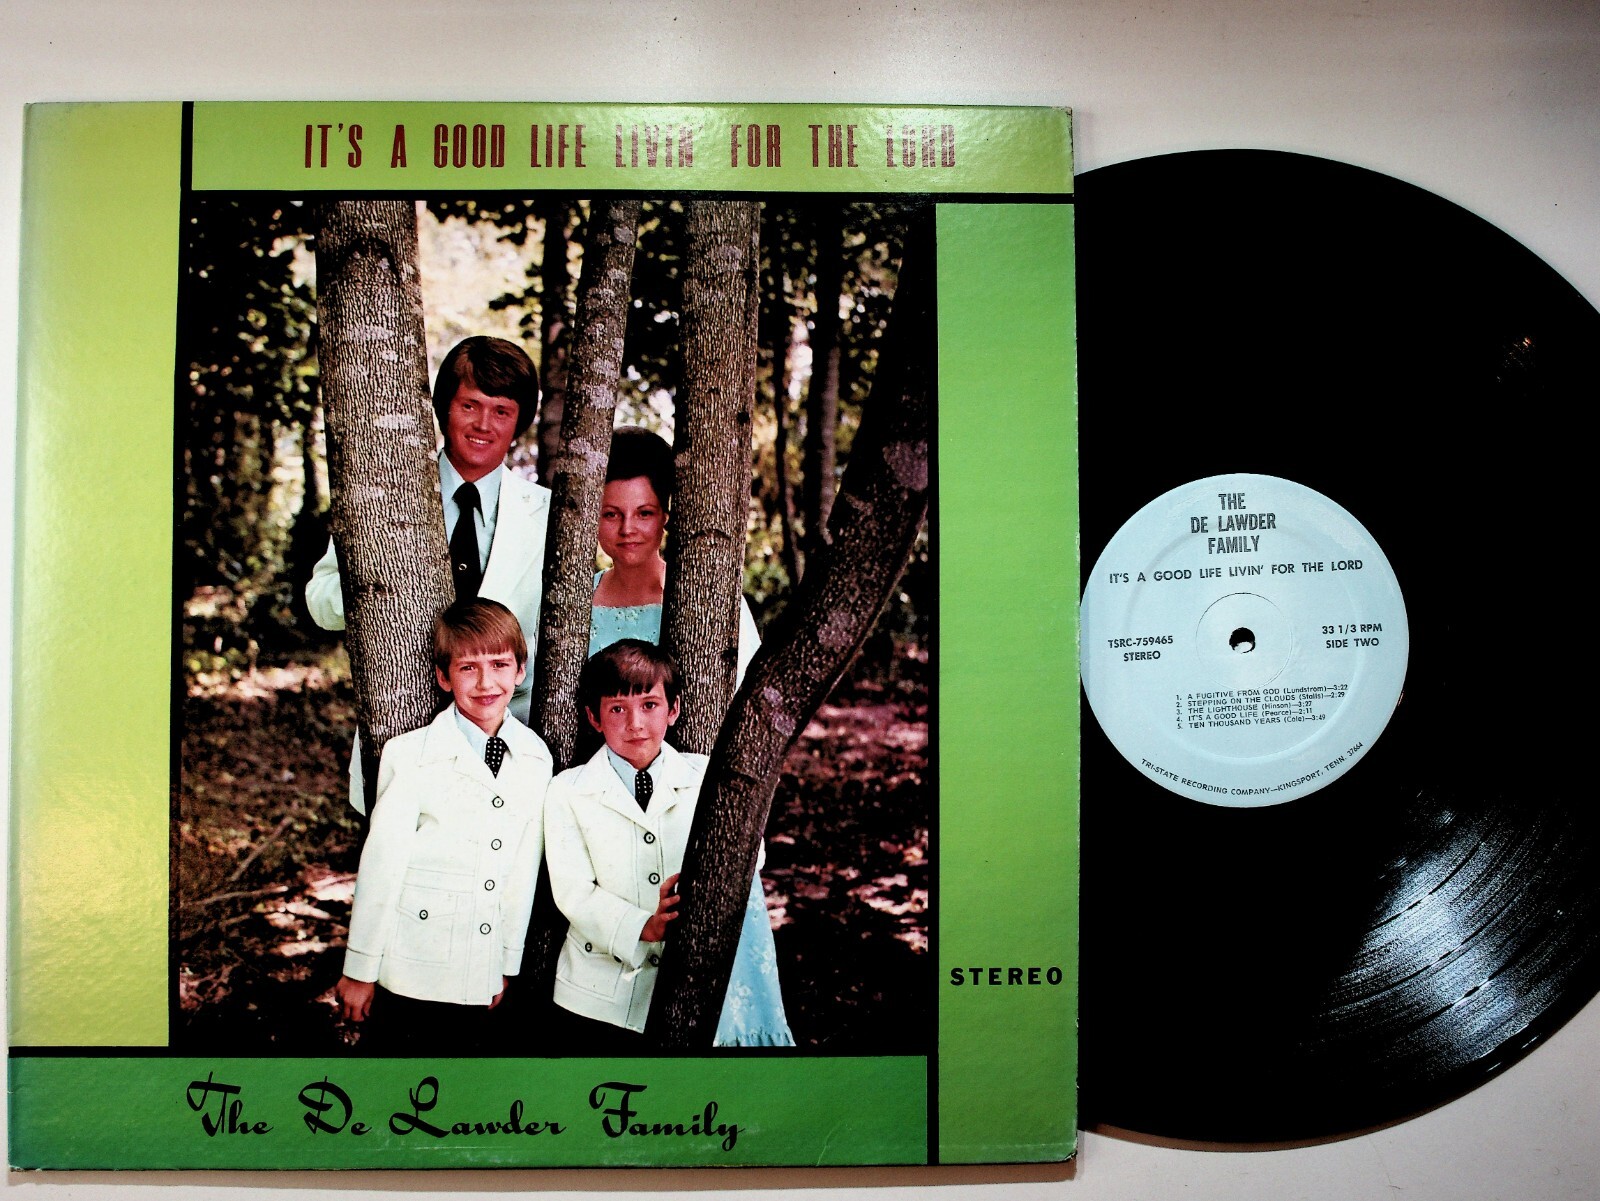 IT'S A GOOD LIFE LIVIN' FOR THE LORD
STEREO
The De Lawder Family
THE
DE LAWDER
FAMILY
IT'S A GOOD LIFE LIVIN' FOR THE LORD
TSRC-759465
STEREO
33 1/3 RPM
SIDE TWO
1. A FUGITIVE FROM GOD (Lundstrom)—3:22
2. STEPPING ON THE CLOUDS (Stalls)—2:29
3. THE LIGHTHOUSE (Hinson)—3:27
4. IT'S A GOOD LIFE (Pearce)—2:11
5. TEN THOUSAND YEARS (Cole)—3:49
TRI-STATE RECORDING COMPANY—KINGSPORT, TENN. 37664